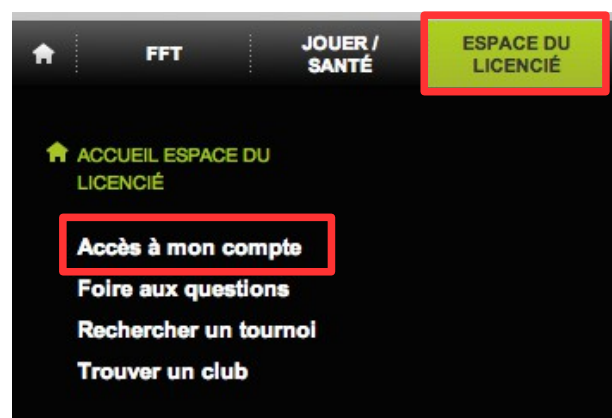 FFT
JOUER /
SANTÉ
ESPACE DU
LICENCIÉ
ACCUEIL ESPACE DU
LICENCIÉ
Accès à mon compte
Foire aux questions
Rechercher un tournoi
Trouver un club